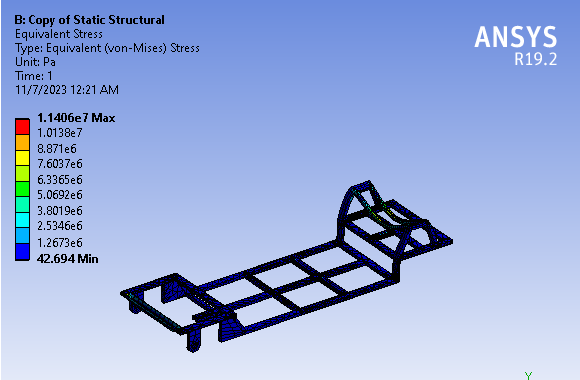 B: Copy of Static Structural
Equivalent Stress
Type: Equivalent (von-Mises) Stress
Unit: Pa
Time: 1
11/7/2023 12:21 AM
ANSYS
R19.2
1.1406e7 Max
1.0138e7
8.871e6
7.6037e6
6.3365e6
5.0692e6
3.8019e6
2.5346e6
1.2673e6
42.694 Min
Y